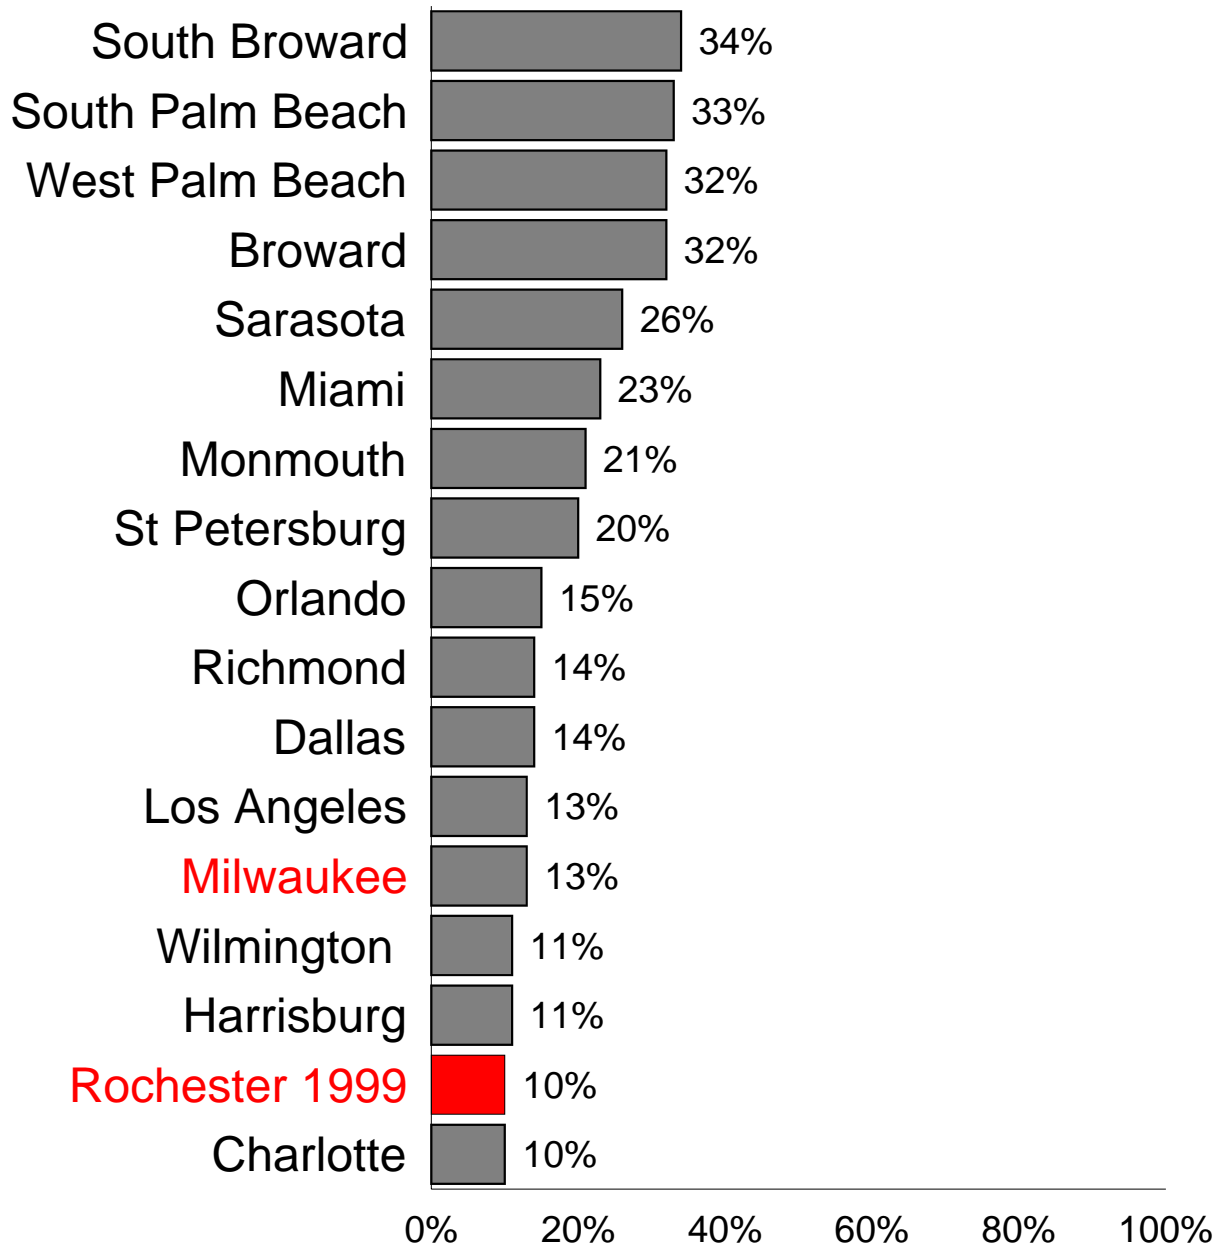 South Broward 34%
South Palm Beach 33%
West Palm Beach 32%
Broward 32%
Sarasota 26%
Miami 23%
Monmouth 21%
St Petersburg 20%
Orlando 15%
Richmond 14%
Dallas 14%
Los Angeles 13%
Milwaukee 13%
Wilmington 11%
Harrisburg 11%
Rochester 1999 10%
Charlotte 10%
0% 20% 40% 60% 80% 100%